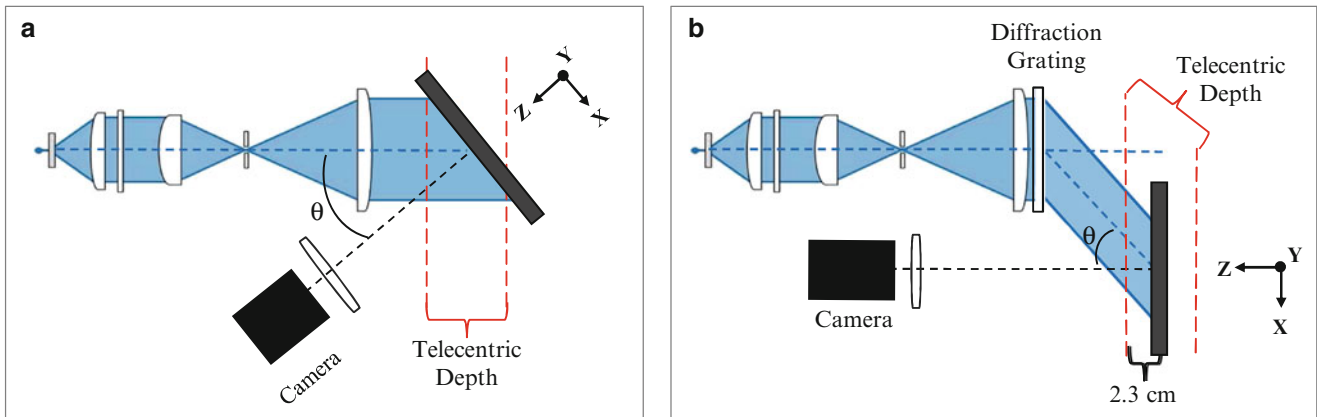 a
Y
Z
X
θ
Camera
Telecentric
Depth
b
Diffraction
Grating
Telecentric
Depth
θ
Camera
Z
Y
X
2.3 cm